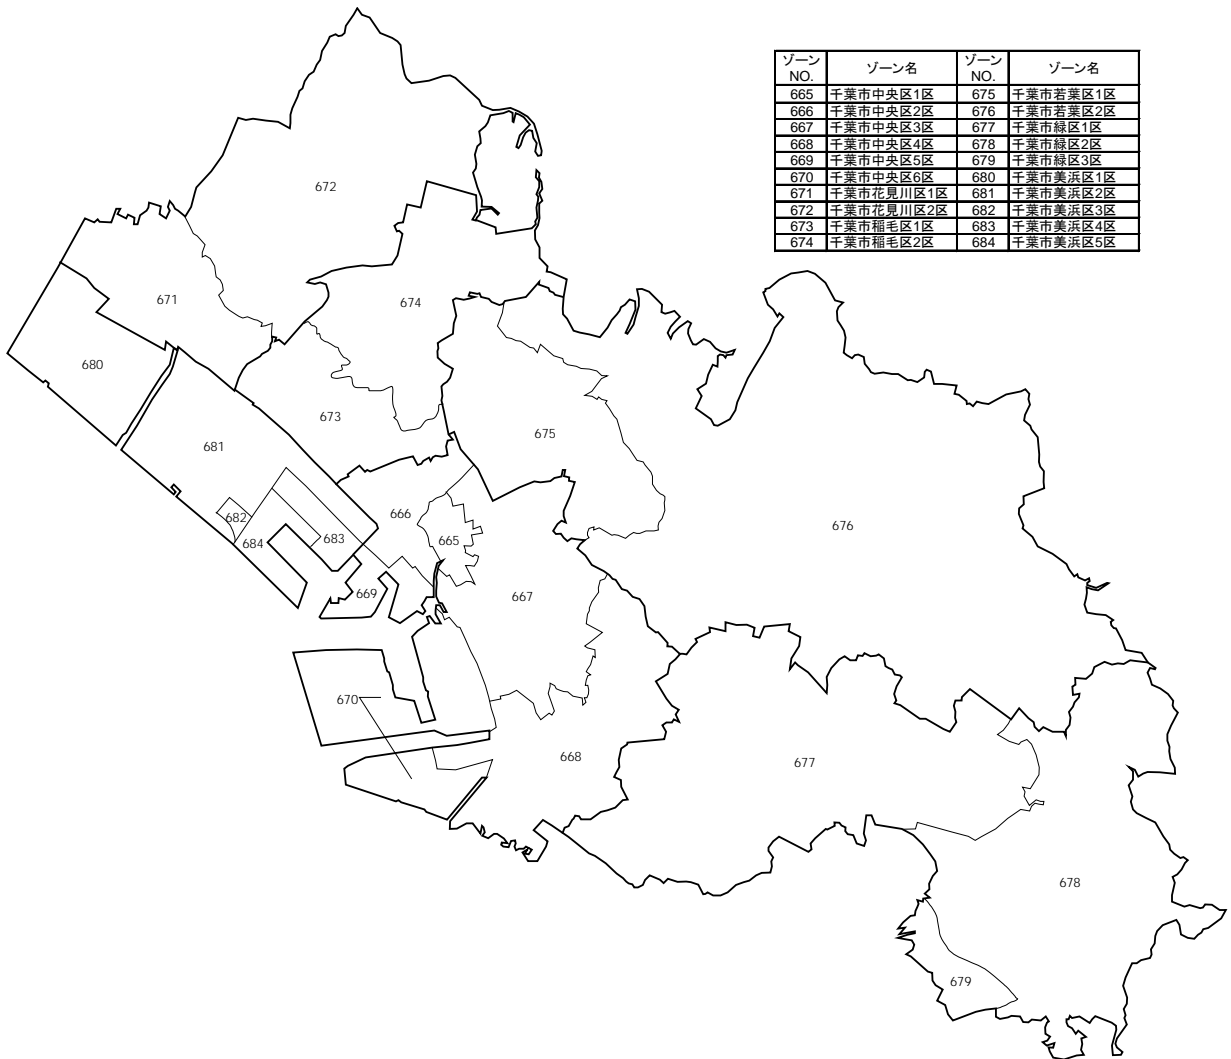 ゾーン NO. ゾーン名 ゾーン NO. ゾーン名
665 千葉市中央区1区 675 千葉市若葉区1区
666 千葉市中央区2区 676 千葉市若葉区2区
667 千葉市中央区3区 677 千葉市緑区1区
668 千葉市中央区4区 678 千葉市緑区2区
669 千葉市中央区5区 679 千葉市緑区3区
670 千葉市中央区6区 680 千葉市美浜区1区
671 千葉市花見川区1区 681 千葉市美浜区2区
672 千葉市花見川区2区 682 千葉市美浜区3区
673 千葉市稲毛区1区 683 千葉市美浜区4区
674 千葉市稲毛区2区 684 千葉市美浜区5区
672
671
674
680
673
675
681
682
666
676
684
683
665
669
667
670
668
677
678
679